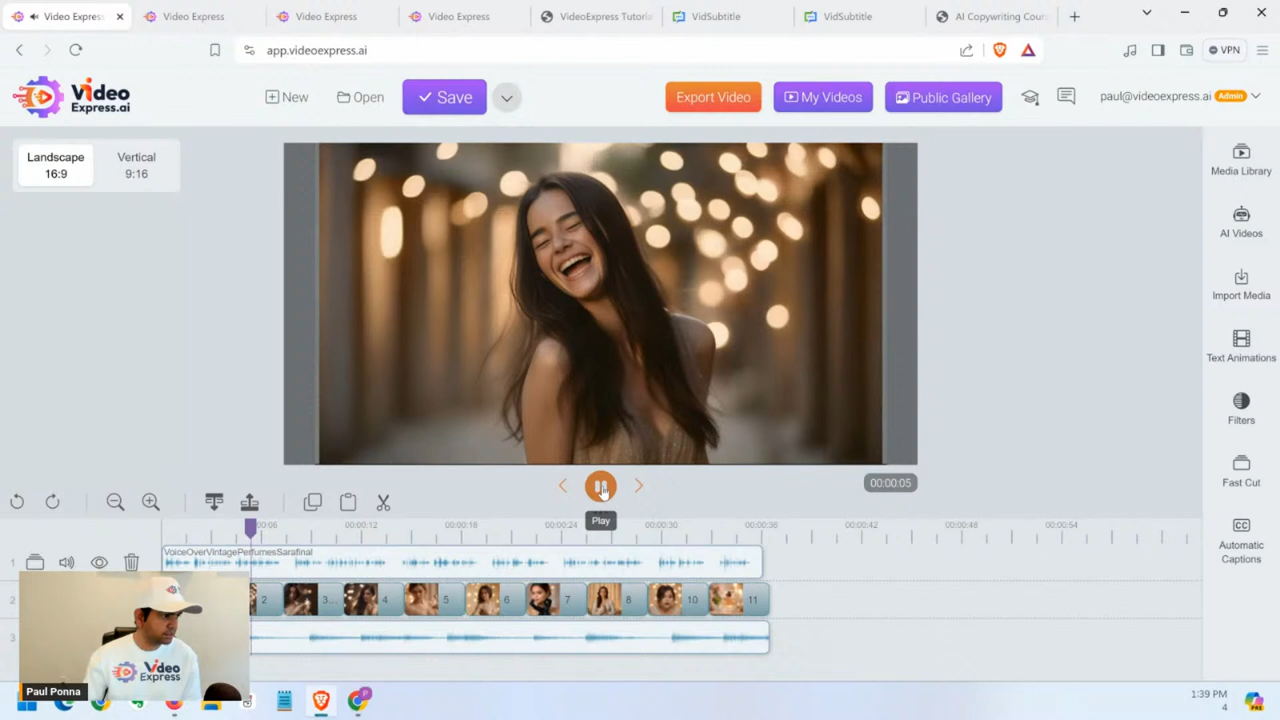 Video Express
Video Express
Video Express
Video Express
VideoExpress Tutoria
VidSubtitle
VidSubtitle
AI Copywriting Cour
app.videoexpress.ai
VPN
Video
Express.ai
New
Open
Save
Export Video
My Videos
Public Gallery
paul@videoexpress.ai
Admin
Landscape
16:9
Vertical
9:16
Media Library
AI Videos
Import Media
Text Animations
Filters
Fast Cut
Automatic
Captions
00:00:05
Play
:06
00:00:12
00:00:18
00:00:24
00:00:30
00:00:36
00:00:42
00:00:48
00:00:54
1
VoiceOverVintagePerfumesSarafinal
2
2
3...
4
5
6
7
8
10
11
3
Video
Express
Paul Ponna
1:39 PM
4
PRE